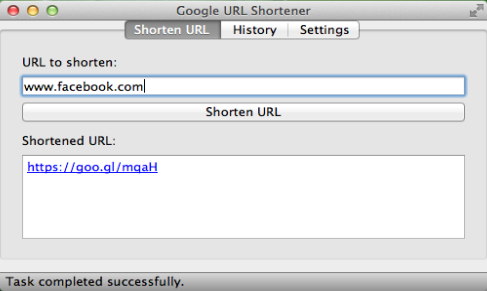 Google URL Shortener
Shorten URL History Settings
URL to shorten:
www.facebook.com
Shorten URL
Shortened URL:
https://goo.gl/mqaH
Task completed successfully.